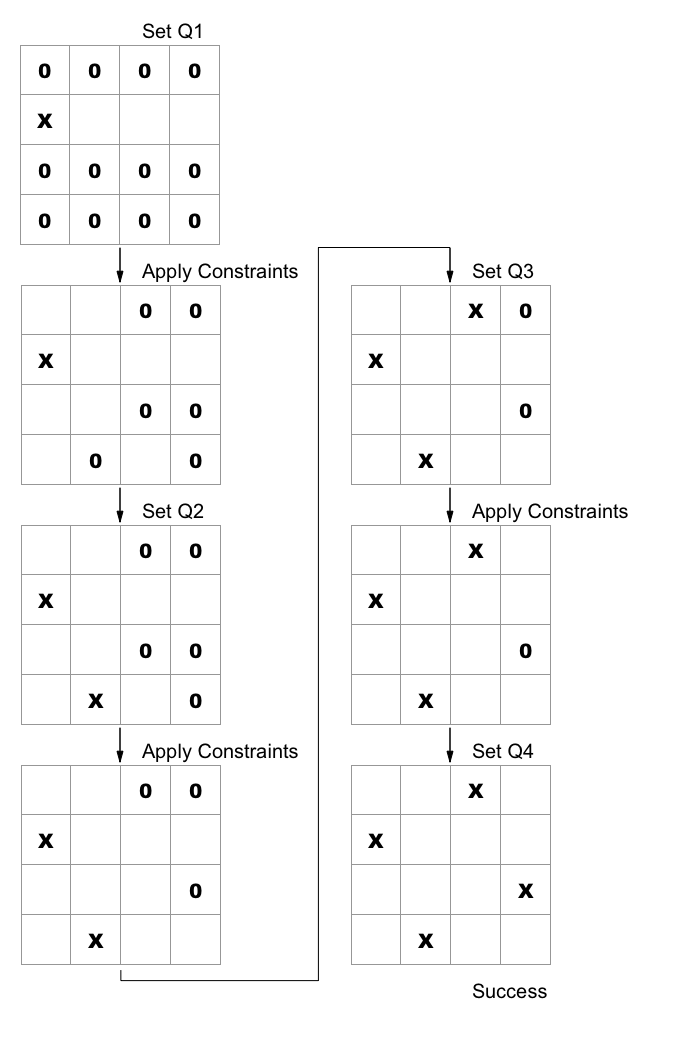 Set Q1
0 0 0 0
X
0 0 0 0
0 0 0 0
Apply Constraints
0 0
X
0 0
0 0
Set Q2
0 0
X
0 0
X 0
Apply Constraints
0 0
X
0
X
Set Q3
X 0
X
0
X
Apply Constraints
X
X
0
X
Set Q4
X
X
X
X
Success